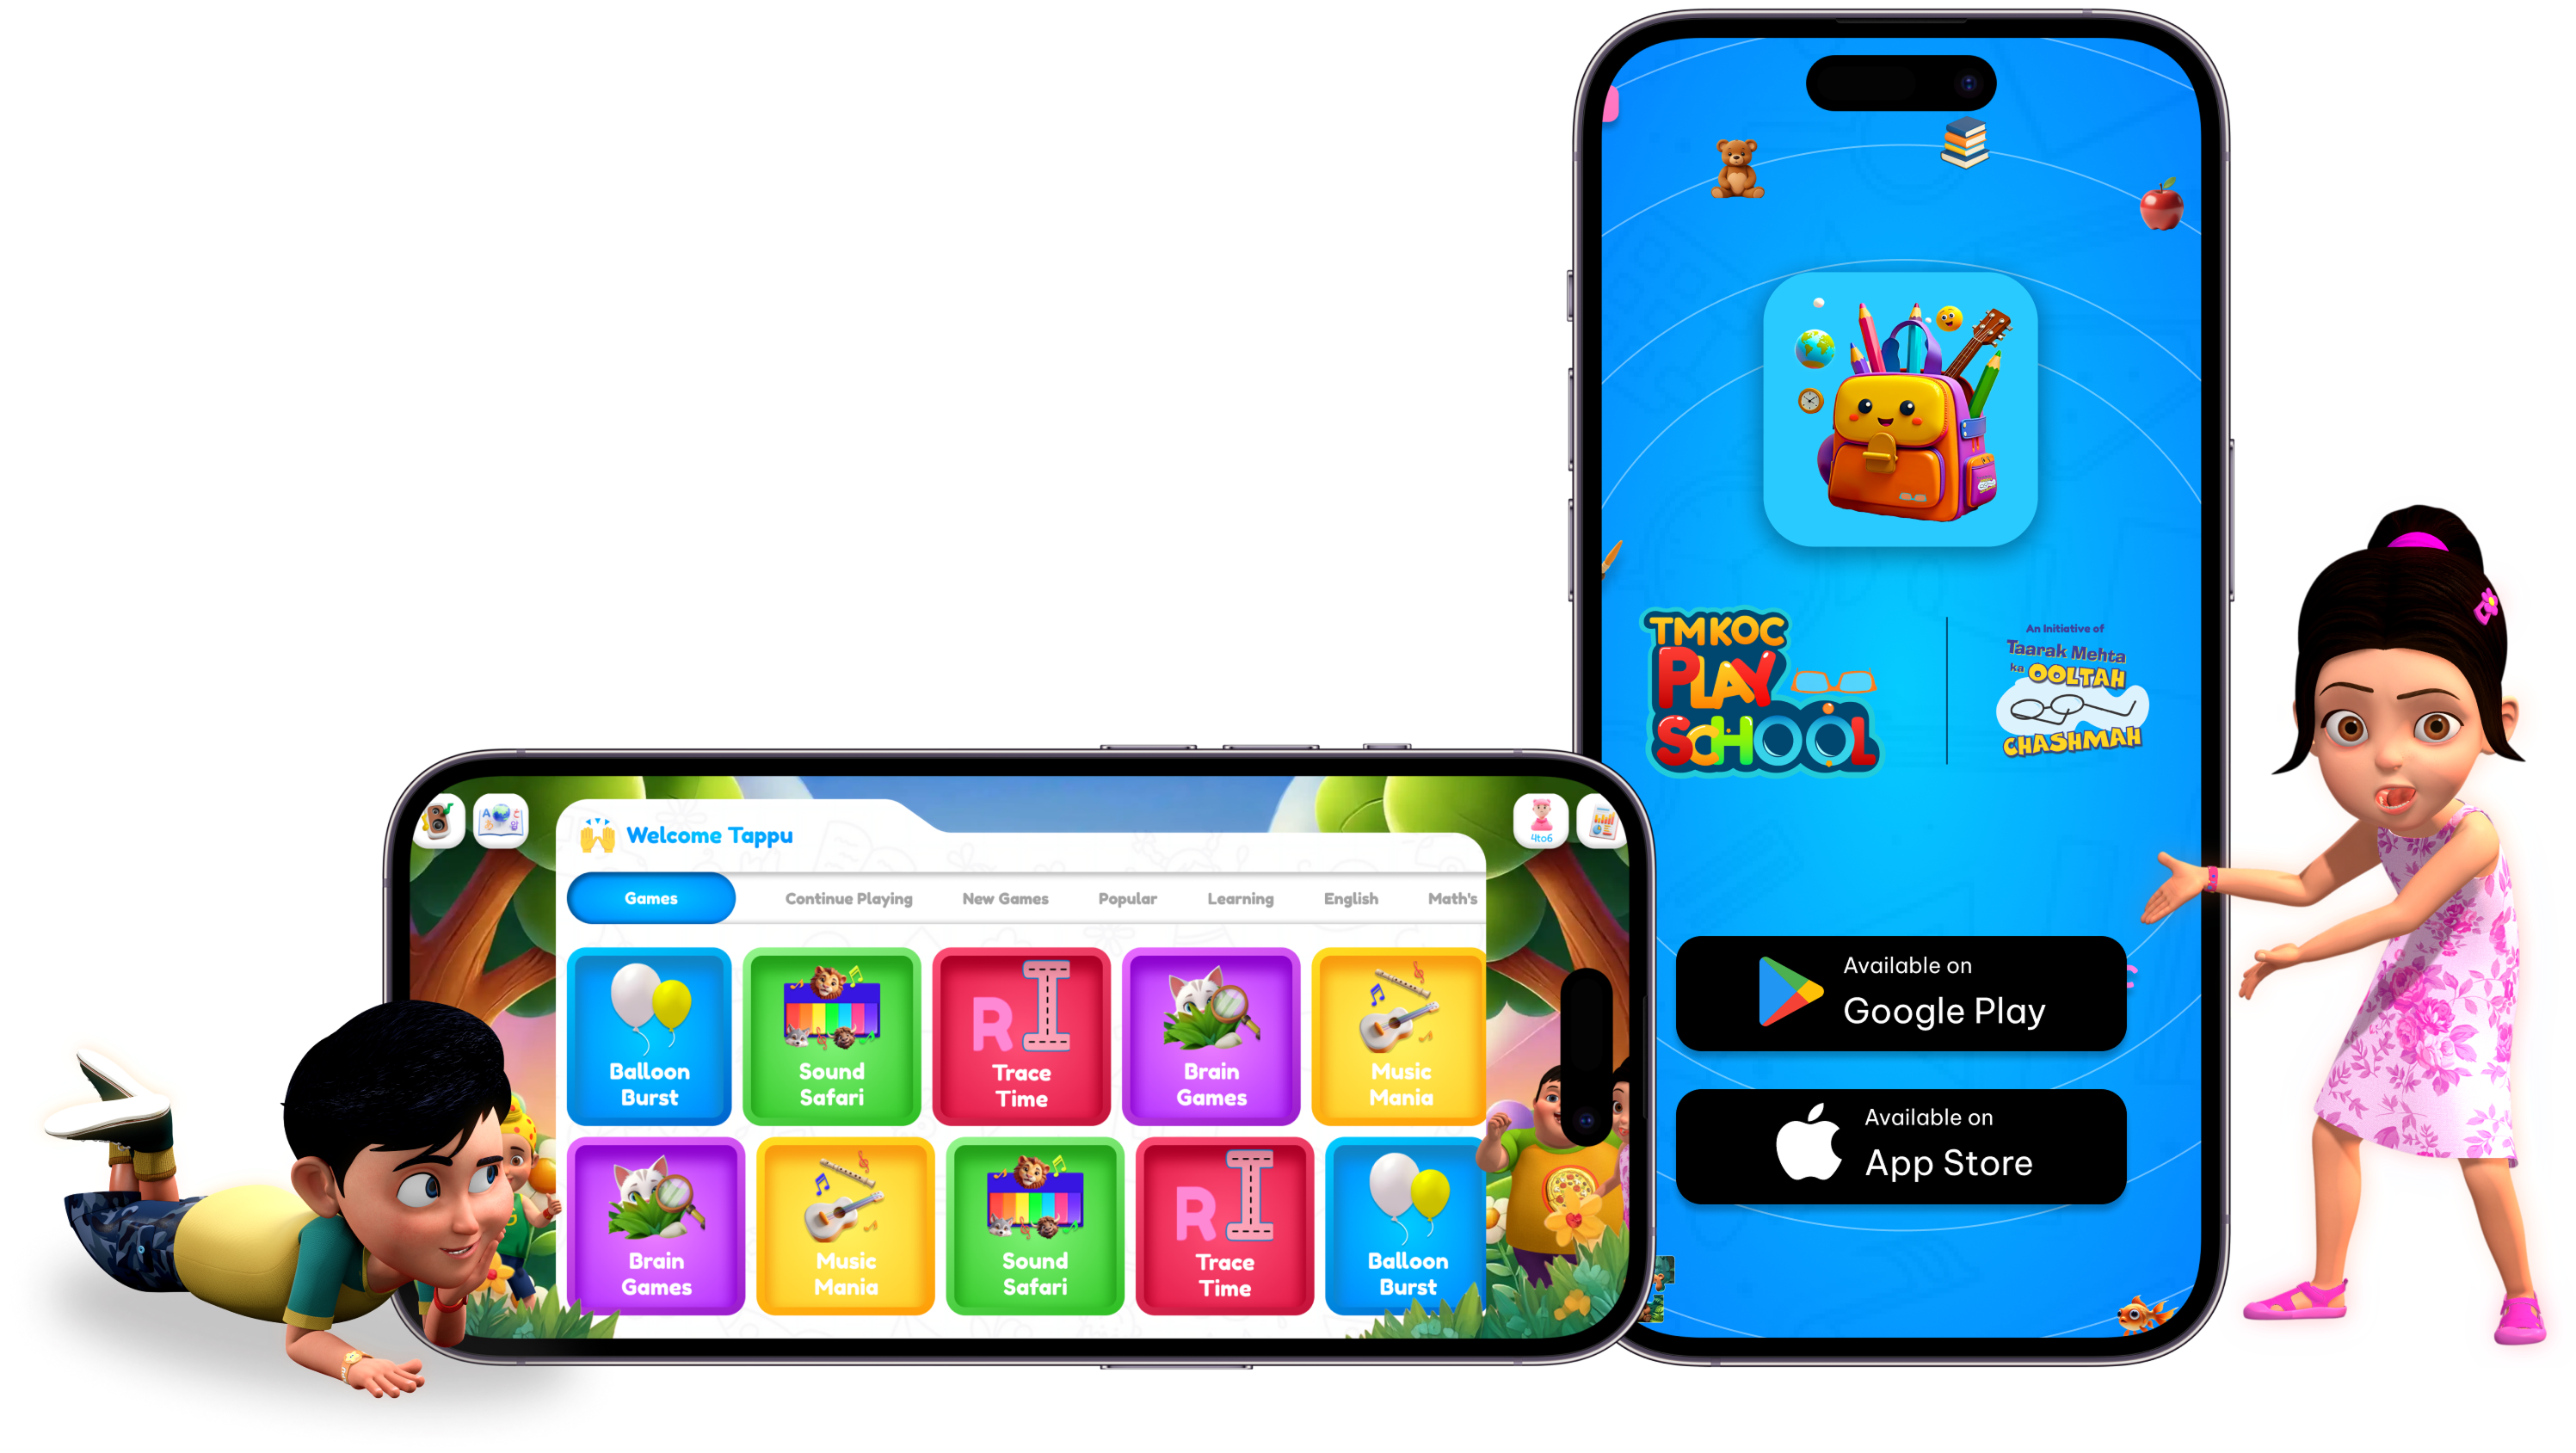 Welcome Tappu
4to6
Games
Continue Playing
New Games
Popular
Learning
English
Math's
Balloon
Burst
Sound
Safari
R I
Trace
Time
Brain
Games
Music
Mania
Brain
Games
Music
Mania
Sound
Safari
R I
Trace
Time
Balloon
Burst
TMKOC
PLAY
SCHOOL
An Initiative of
Taarak Mehta
ka OOLTAH
CHASHMAH
Available on
Google Play
Available on
App Store